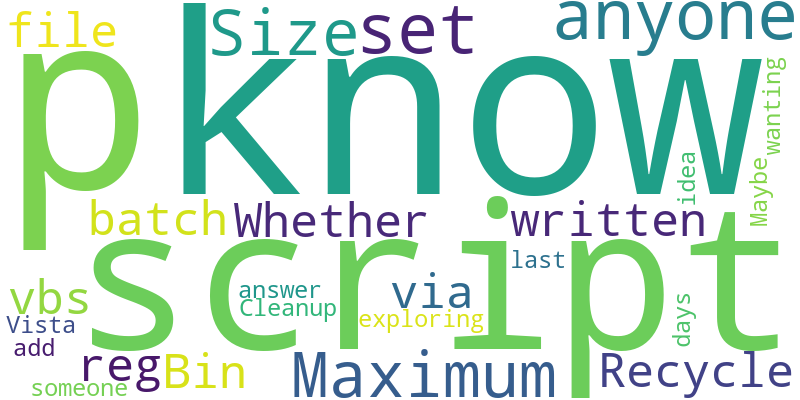 file
Size
set
anyone
p
know
wanting
Maybe
idea
batch
Whether
written
script
last
vbs
answer
via
Vista
Cleanup
exploring
days
add
reg
Bin
Maximum
Recycle
someone